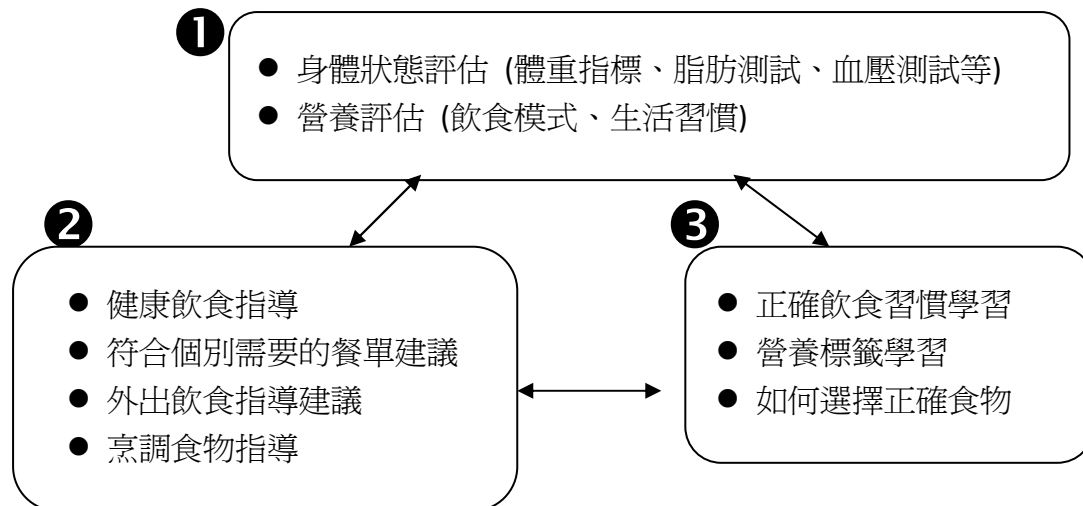 ❶
● 身體狀態評估 (體重指標、脂肪測試、血壓測試等)
● 營養評估 (飲食模式、生活習慣)
❷
● 健康飲食指導
● 符合個別需要的餐單建議
● 外出飲食指導建議
● 烹調食物指導
❸
● 正確飲食習慣學習
● 營養標籤學習
● 如何選擇正確食物